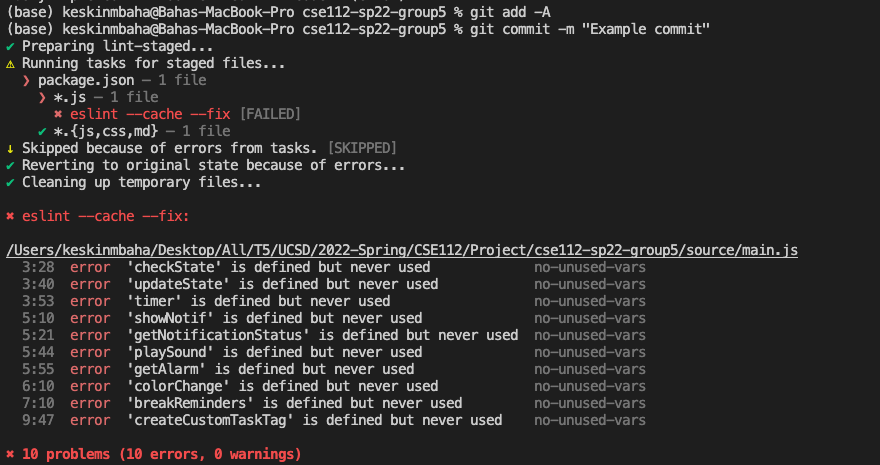 (base) keskinmbaha@Bahas-MacBook-Pro cse112-sp22-group5 % git add -A
(base) keskinmbaha@Bahas-MacBook-Pro cse112-sp22-group5 % git commit -m "Example commit"
✔ Preparing lint-staged...
⚠ Running tasks for staged files...
❯ package.json — 1 file
❯ *.js — 1 file
✖ eslint --cache --fix [FAILED]
✔ *.{js,css,md} — 1 file
↓ Skipped because of errors from tasks. [SKIPPED]
✔ Reverting to original state because of errors...
✔ Cleaning up temporary files...
✖ eslint --cache --fix:
/Users/keskinmbaha/Desktop/All/T5/UCSD/2022-Spring/CSE112/Project/cse112-sp22-group5/source/main.js
3:28 error 'checkState' is defined but never used no-unused-vars
3:40 error 'updateState' is defined but never used no-unused-vars
3:53 error 'timer' is defined but never used no-unused-vars
5:10 error 'showNotif' is defined but never used no-unused-vars
5:21 error 'getNotificationStatus' is defined but never used no-unused-vars
5:44 error 'playSound' is defined but never used no-unused-vars
5:55 error 'getAlarm' is defined but never used no-unused-vars
6:10 error 'colorChange' is defined but never used no-unused-vars
7:10 error 'breakReminders' is defined but never used no-unused-vars
9:47 error 'createCustomTaskTag' is defined but never used no-unused-vars
✖ 10 problems (10 errors, 0 warnings)